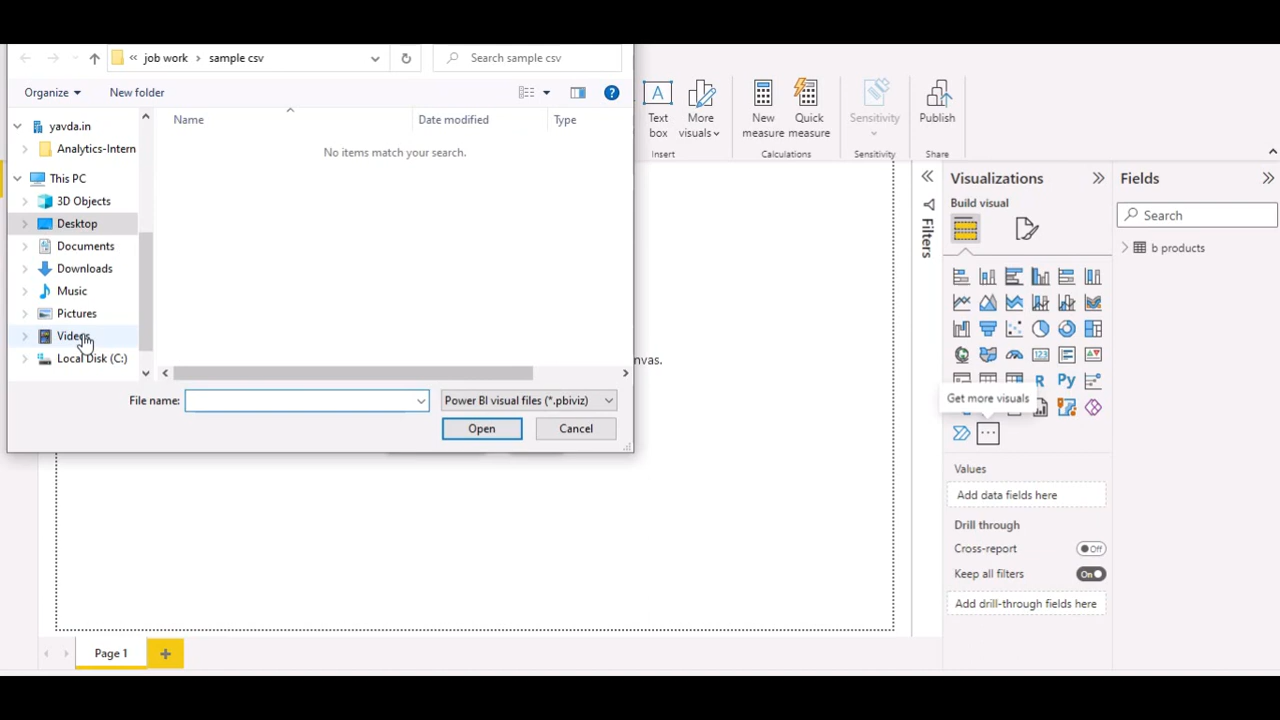 « job work › sample csv
Search sample csv
Organize
New folder
?
yavda.in
Analytics-Intern
This PC
3D Objects
Desktop
Documents
Downloads
Music
Pictures
Videos
Local Disk (C:)
Name
Date modified
Type
No items match your search.
File name:
Power BI visual files (*.pbiviz)
Open
Cancel
A
Text
box
More
visuals
New
measure
Quick
measure
Sensitivity
Publish
Insert
Calculations
Sensitivity
Share
nvas.
Filters
Visualizations
Build visual
123
R
Py
Get more visuals
Values
Add data fields here
Drill through
Cross-report
Off
Keep all filters
On
Add drill-through fields here
Fields
Search
b products
Page 1